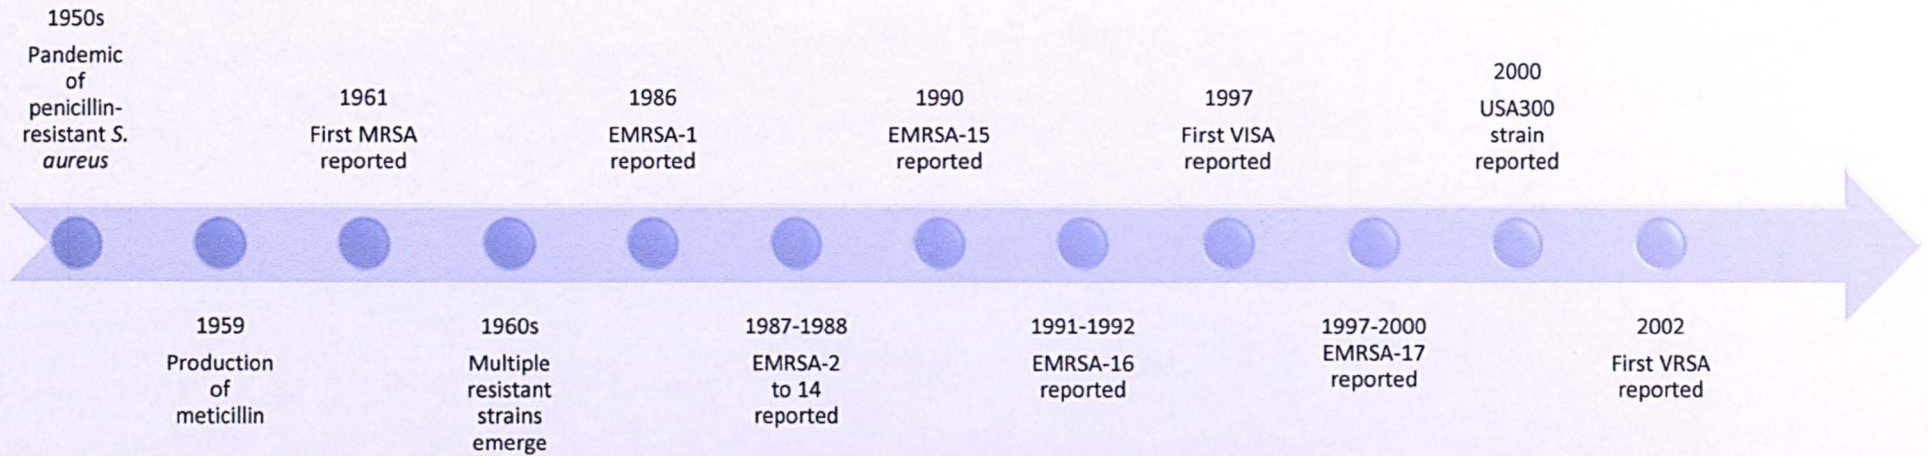 1950s
Pandemic
of
penicillin-
resistant S.
aureus
1959
Production
of
meticillin
1961
First MRSA
reported
1960s
Multiple
resistant
strains
emerge
1986
EMRSA-1
reported
1987-1988
EMRSA-2
to 14
reported
1990
EMRSA-15
reported
1991-1992
EMRSA-16
reported
1997
First VISA
reported
1997-2000
EMRSA-17
reported
2000
USA300
strain
reported
2002
First VRSA
reported